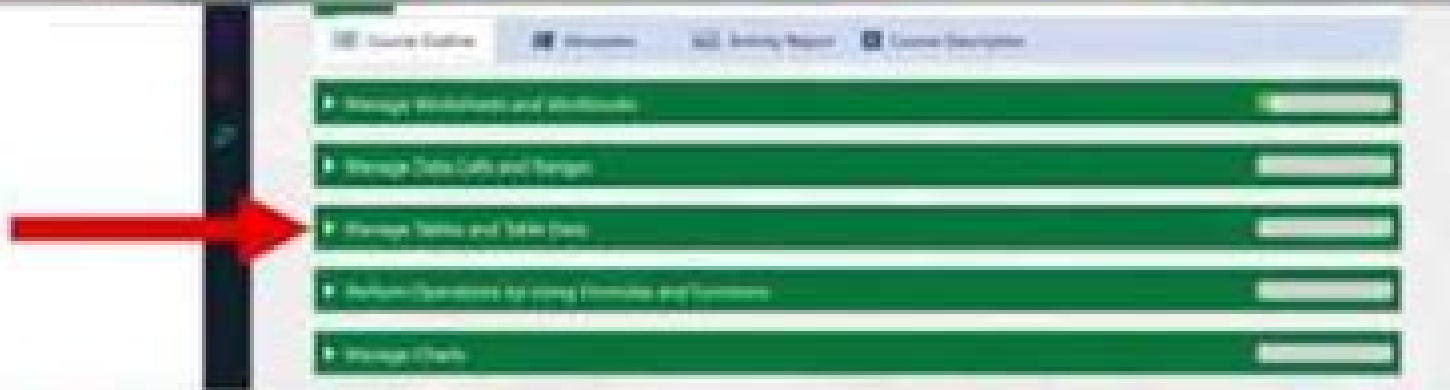 Course Outline
Activity Report
Course Description
Manage Worksheets and Workbooks
Manage Data Cells and Ranges
Manage Tables and Table Data
Perform Operations by Using Formulas and Functions
Manage Charts